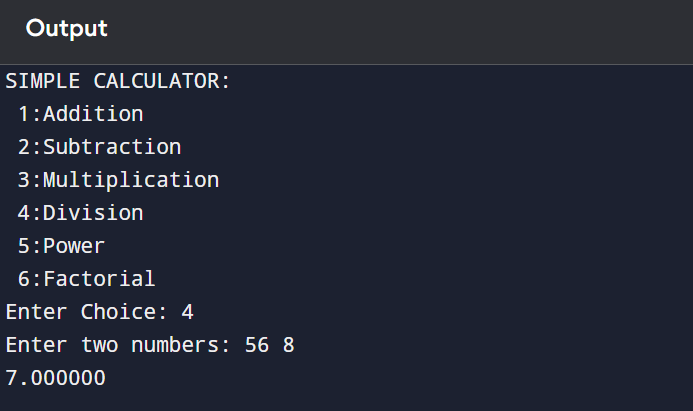 Output
SIMPLE CALCULATOR:
1:Addition
2:Subtraction
3:Multiplication
4:Division
5:Power
6:Factorial
Enter Choice: 4
Enter two numbers: 56 8
7.000000